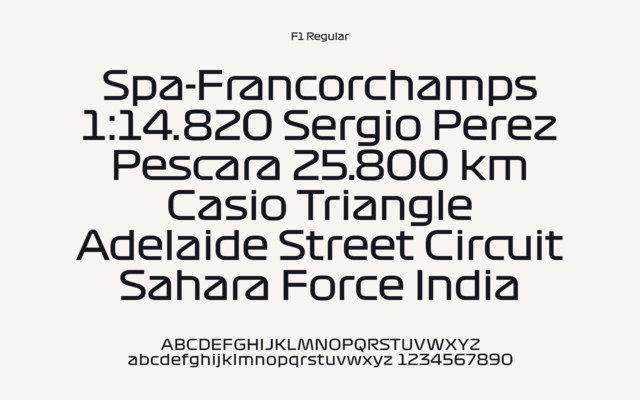 F1 Regular
Spa-Francorchamps
1:14.820 Sergio Perez
Pescara 25.800 km
Casio Triangle
Adelaide Street Circuit
Sahara Force India
ABCDEFGHIJKLMNOPQRSTUVWXYZ
abcdefghijklmnopqrstuvwxyz 1234567890